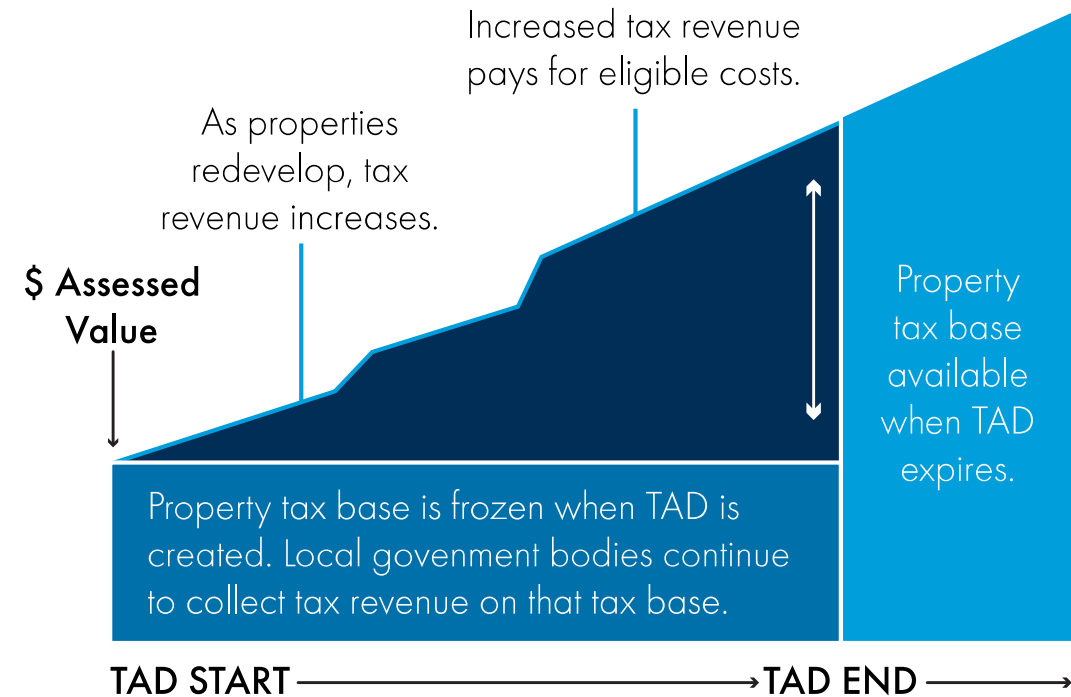 Increased tax revenue
pays for eligible costs.
As properties
redevelop, tax
revenue increases.
$ Assessed
Value
Property
tax base
available
when TAD
expires.
Property tax base is frozen when TAD is
created. Local govenment bodies continue
to collect tax revenue on that tax base.
TAD START
TAD END